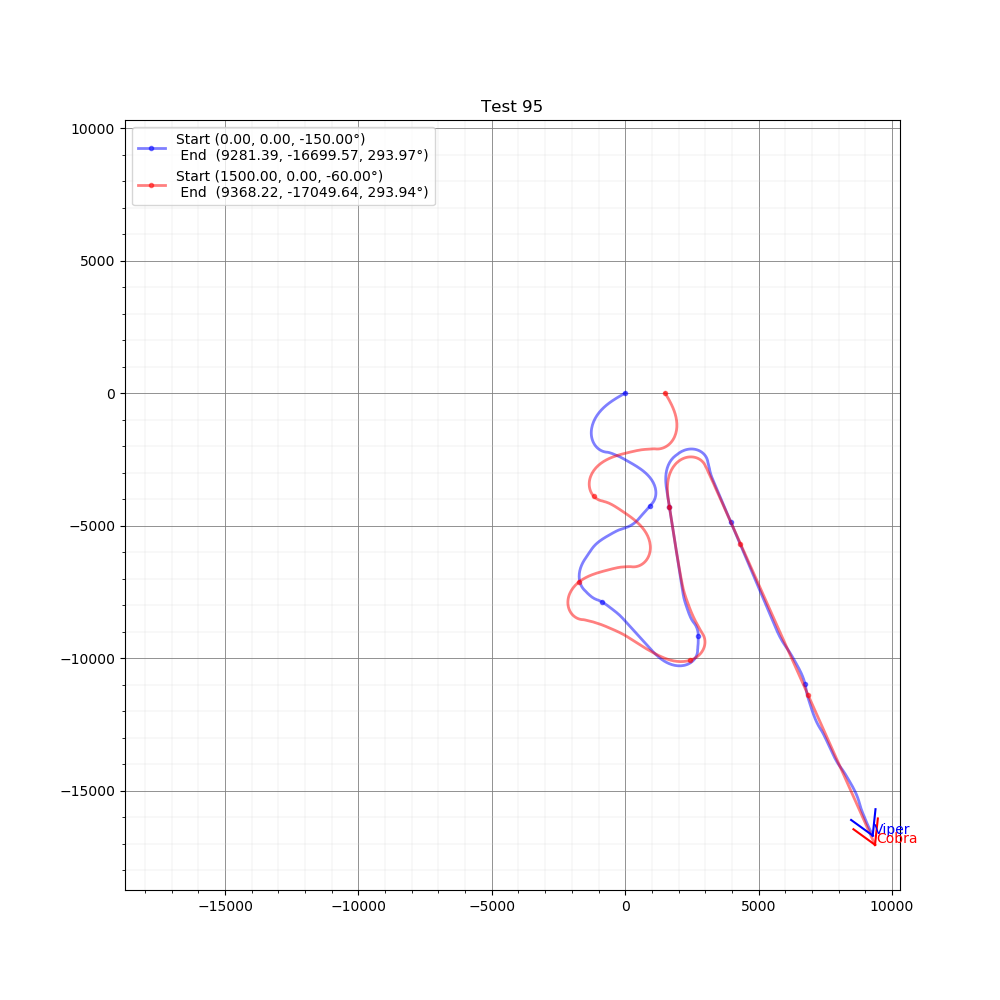 Test 95
Start (0.00, 0.00, -150.00°)
End (9281.39, -16699.57, 293.97°)
Start (1500.00, 0.00, -60.00°)
End (9368.22, -17049.64, 293.94°)
10000
5000
0
−5000
−10000
−15000
Viper
Cobra
−15000 −10000 −5000 0 5000 10000